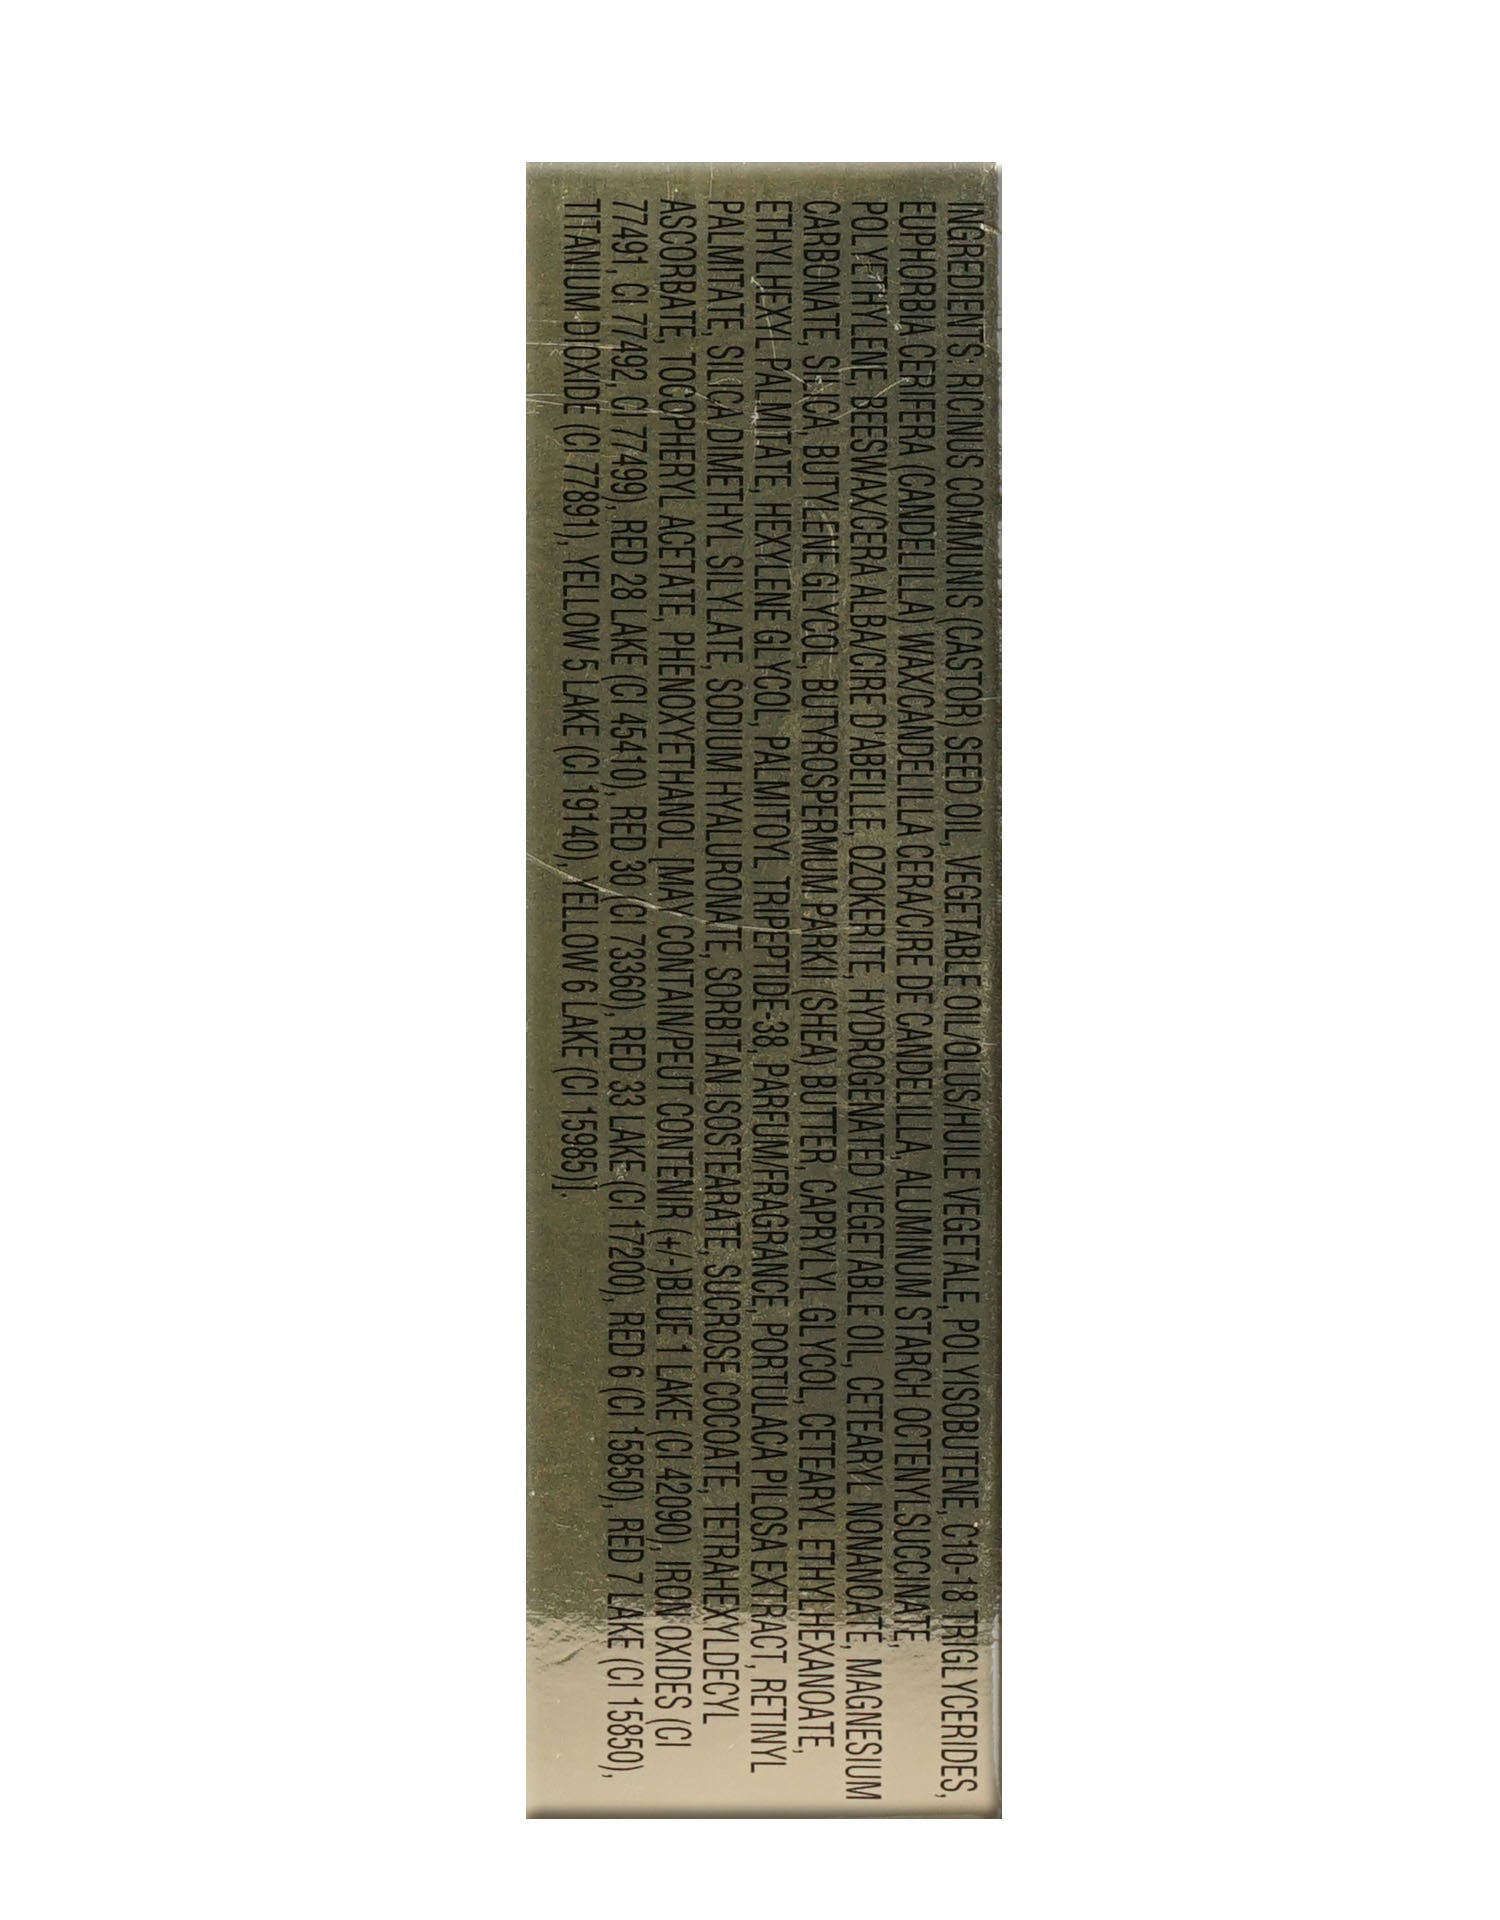 INGREDIENTS: RICINUS COMMUNIS (CASTOR) SEED OIL, VEGETABLE OIL/OLUS/HUILE VEGETALE, POLYISOBUTENE, C10-18 TRIGLYCERIDES,
EUPHORBIA CERIFERA (CANDELILLA) WAX/CANDELILLA CERA/CIRE DE CANDELILLA, ALUMINUM STARCH OCTENYLSUCCINATE,
POLYETHYLENE, BEESWAX/CERA ALBA/CIRE D'ABEILLE, OZOKERITE, HYDROGENATED VEGETABLE OIL, CETEARYL NONANOATE, MAGNESIUM
CARBONATE, SILICA, BUTYLENE GLYCOL, BUTYROSPERMUM PARKII (SHEA) BUTTER, CAPRYLYL GLYCOL, CETEARYL ETHYLHEXANOATE,
ETHYLHEXYL PALMITATE, HEXYLENE GLYCOL, PALMITOYL TRIPEPTIDE-38, PARFUM/FRAGRANCE, PORTULACA PILOSA EXTRACT, RETINYL
PALMITATE, SILICA DIMETHYL SILYLATE, SODIUM HYALURONATE, SORBITAN ISOSTEARATE, SUCROSE COCOATE, TETRAHEXYLDECYL
ASCORBATE, TOCOPHERYL ACETATE, PHENOXYETHANOL [MAY CONTAIN/PEUT CONTENIR (+/-)BLUE 1 LAKE (CI 42090), IRON OXIDES (CI
77491, CI 77492, CI 77499), RED 28 LAKE (CI 45410), RED 30 (CI 73360), RED 33 LAKE (CI 17200), RED 6 (CI 15850), RED 7 LAKE (CI 15850),
TITANIUM DIOXIDE (CI 77891), YELLOW 5 LAKE (CI 19140), YELLOW 6 LAKE (CI 15985)].